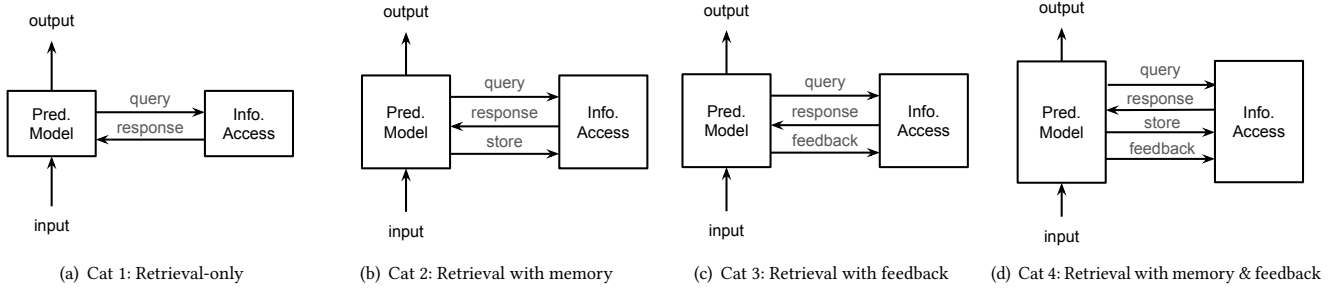 output
Pred.
Model
query
response
Info.
Access
input
(a) Cat 1: Retrieval-only
output
Pred.
Model
query
response
store
Info.
Access
input
(b) Cat 2: Retrieval with memory
output
Pred.
Model
query
response
feedback
Info.
Access
input
(c) Cat 3: Retrieval with feedback
output
Pred.
Model
query
response
store
feedback
Info.
Access
input
(d) Cat 4: Retrieval with memory & feedback